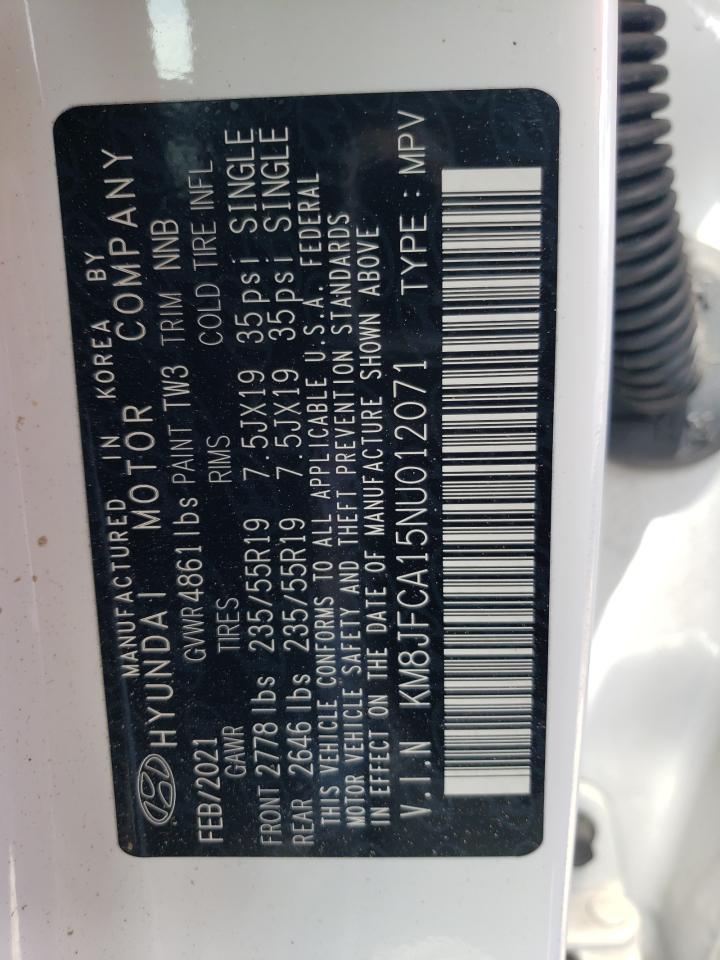 MANUFACTURED IN KOREA BY
HYUNDAI MOTOR COMPANY
FEB/2021 GVWR 4861 lbs PAINT TW3 TRIM NNB
GAWR TIRES RIMS COLD TIRE INFL
FRONT 2778 lbs 235/55R19 7.5JX19 35psi SINGLE
REAR 2646 lbs 235/55R19 7.5JX19 35psi SINGLE
THIS VEHICLE CONFORMS TO ALL APPLICABLE U.S.A. FEDERAL
MOTOR VEHICLE SAFETY AND THEFT PREVENTION STANDARDS
IN EFFECT ON THE DATE OF MANUFACTURE SHOWN ABOVE
V.I.N KM8JFCA15NU012071 TYPE : MPV